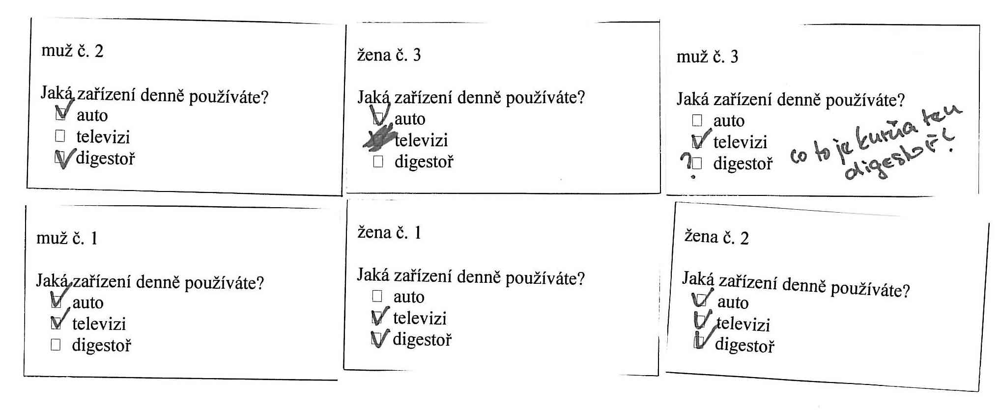 muž č. 2
Jaká zařízení denně používáte?
auto
televizi
digestoř
žena č. 3
Jaká zařízení denně používáte?
auto
televizi
digestoř
muž č. 3
Jaká zařízení denně používáte?
auto
televizi
? digestoř
co to je kurňa ten
digestoř?
muž č. 1
Jaká zařízení denně používáte?
auto
televizi
digestoř
žena č. 1
Jaká zařízení denně používáte?
auto
televizi
digestoř
žena č. 2
Jaká zařízení denně používáte?
auto
televizi
digestoř